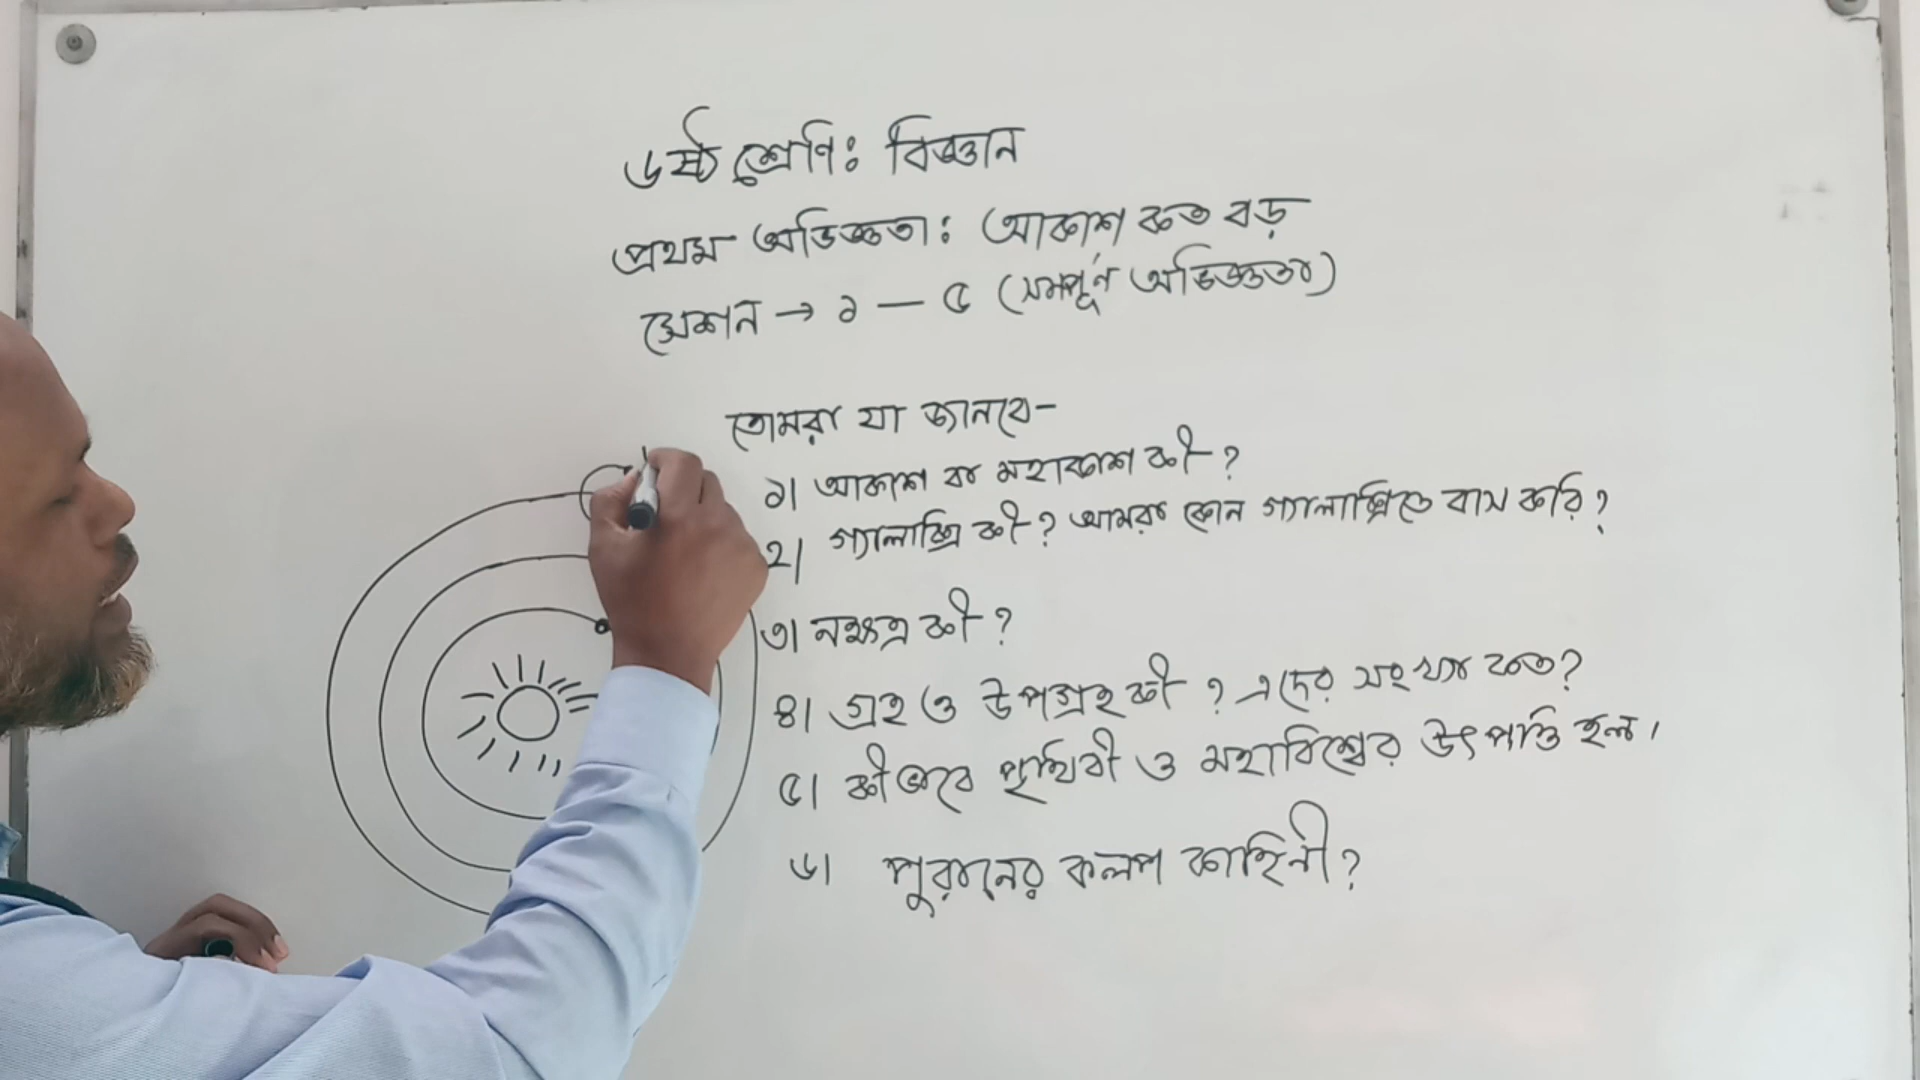 ৬ষ্ঠ শ্রেণি: বিজ্ঞান
প্রথম অভিজ্ঞতা: আকাশ কত বড়
সেশন → ১ — ৫ (সম্পূর্ণ অভিজ্ঞতা)
তোমরা যা জানবে-
১। আকাশ বা মহাকাশ কী?
২। গ্যালাক্সি কী? আমরা কোন গ্যালাক্সিতে বাস করি?
৩। নক্ষত্র কী?
৪। গ্রহ ও উপগ্রহ কী? এদের সংখ্যা কত?
৫। কীভাবে পৃথিবী ও মহাবিশ্বের উৎপত্তি হল।
৬। পুরানের কল্প কাহিনী?